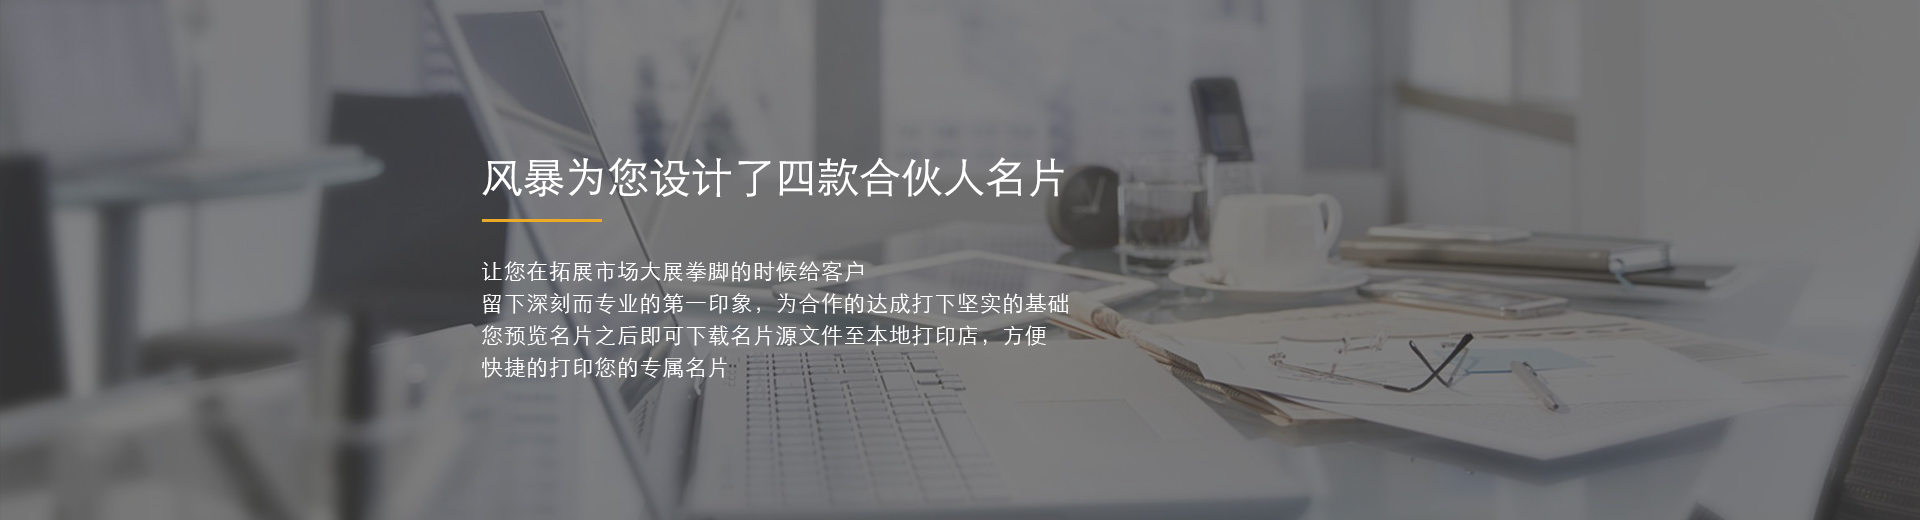 风暴为您设计了四款合伙人名片
让您在拓展市场大展拳脚的时候给客户
留下深刻而专业的第一印象，为合作的达成打下坚实的基础
您预览名片之后即可下载名片源文件至本地打印店，方便
快捷的打印您的专属名片